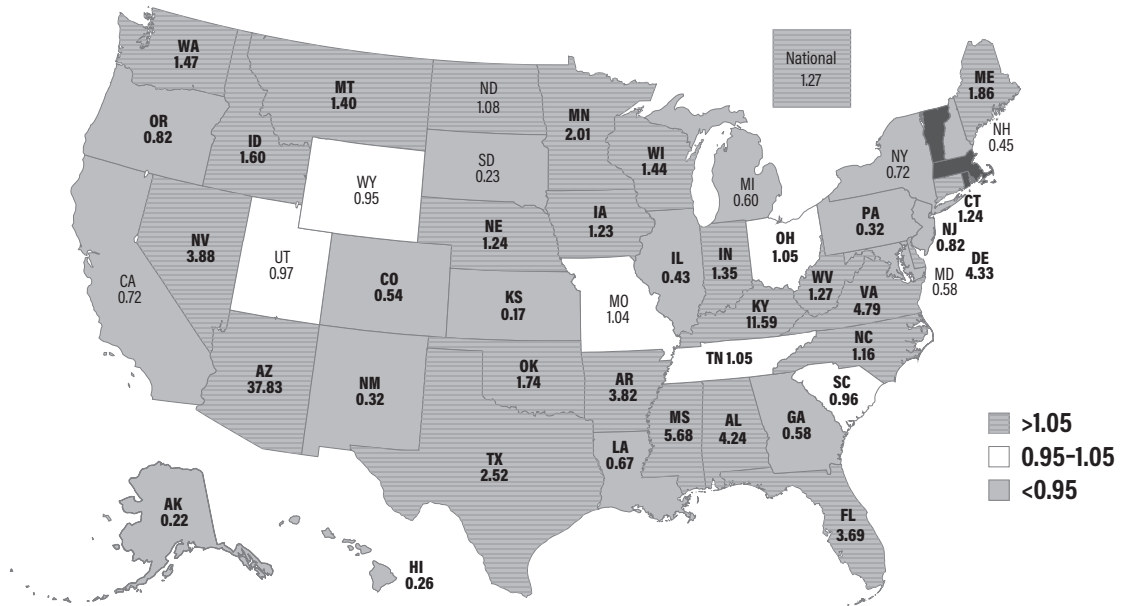 WA
1.47
MT
1.40
ND
1.08
MN
2.01
National
1.27
ME
1.86
OR
0.82
ID
1.60
WY
0.95
SD
0.23
WI
1.44
MI
0.60
NY
0.72
NH
0.45
NV
3.88
UT
0.97
NE
1.24
IA
1.23
IL
0.43
IN
1.35
OH
1.05
PA
0.32
CT
1.24
NJ
0.82
DE
4.33
MD
0.58
CA
0.72
CO
0.54
KS
0.17
MO
1.04
KY
11.59
WV
1.27
VA
4.79
NC
1.16
TN 1.05
AZ
37.83
NM
0.32
OK
1.74
AR
3.82
SC
0.96
MS
5.68
AL
4.24
GA
0.58
LA
0.67
TX
2.52
FL
3.69
AK
0.22
HI
0.26
>1.05
0.95–1.05
<0.95